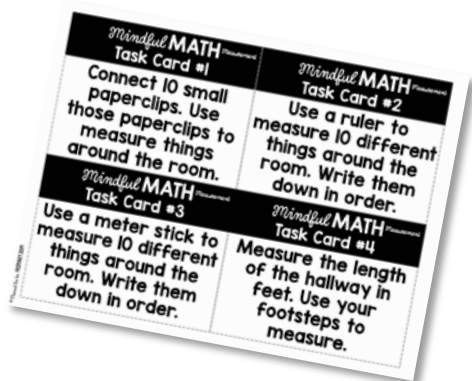 Mindful MATH Measurement
Task Card #1
Connect 10 small
paperclips. Use
those paperclips to
measure things
around the room.
Mindful MATH Measurement
Task Card #2
Use a ruler to
measure 10 different
things around the
room. Write them
down in order.
Mindful MATH Measurement
Task Card #3
Use a meter stick to
measure 10 different
things around the
room. Write them
down in order.
Mindful MATH Measurement
Task Card #4
Measure the length
of the hallway in
feet. Use your
footsteps to
measure.